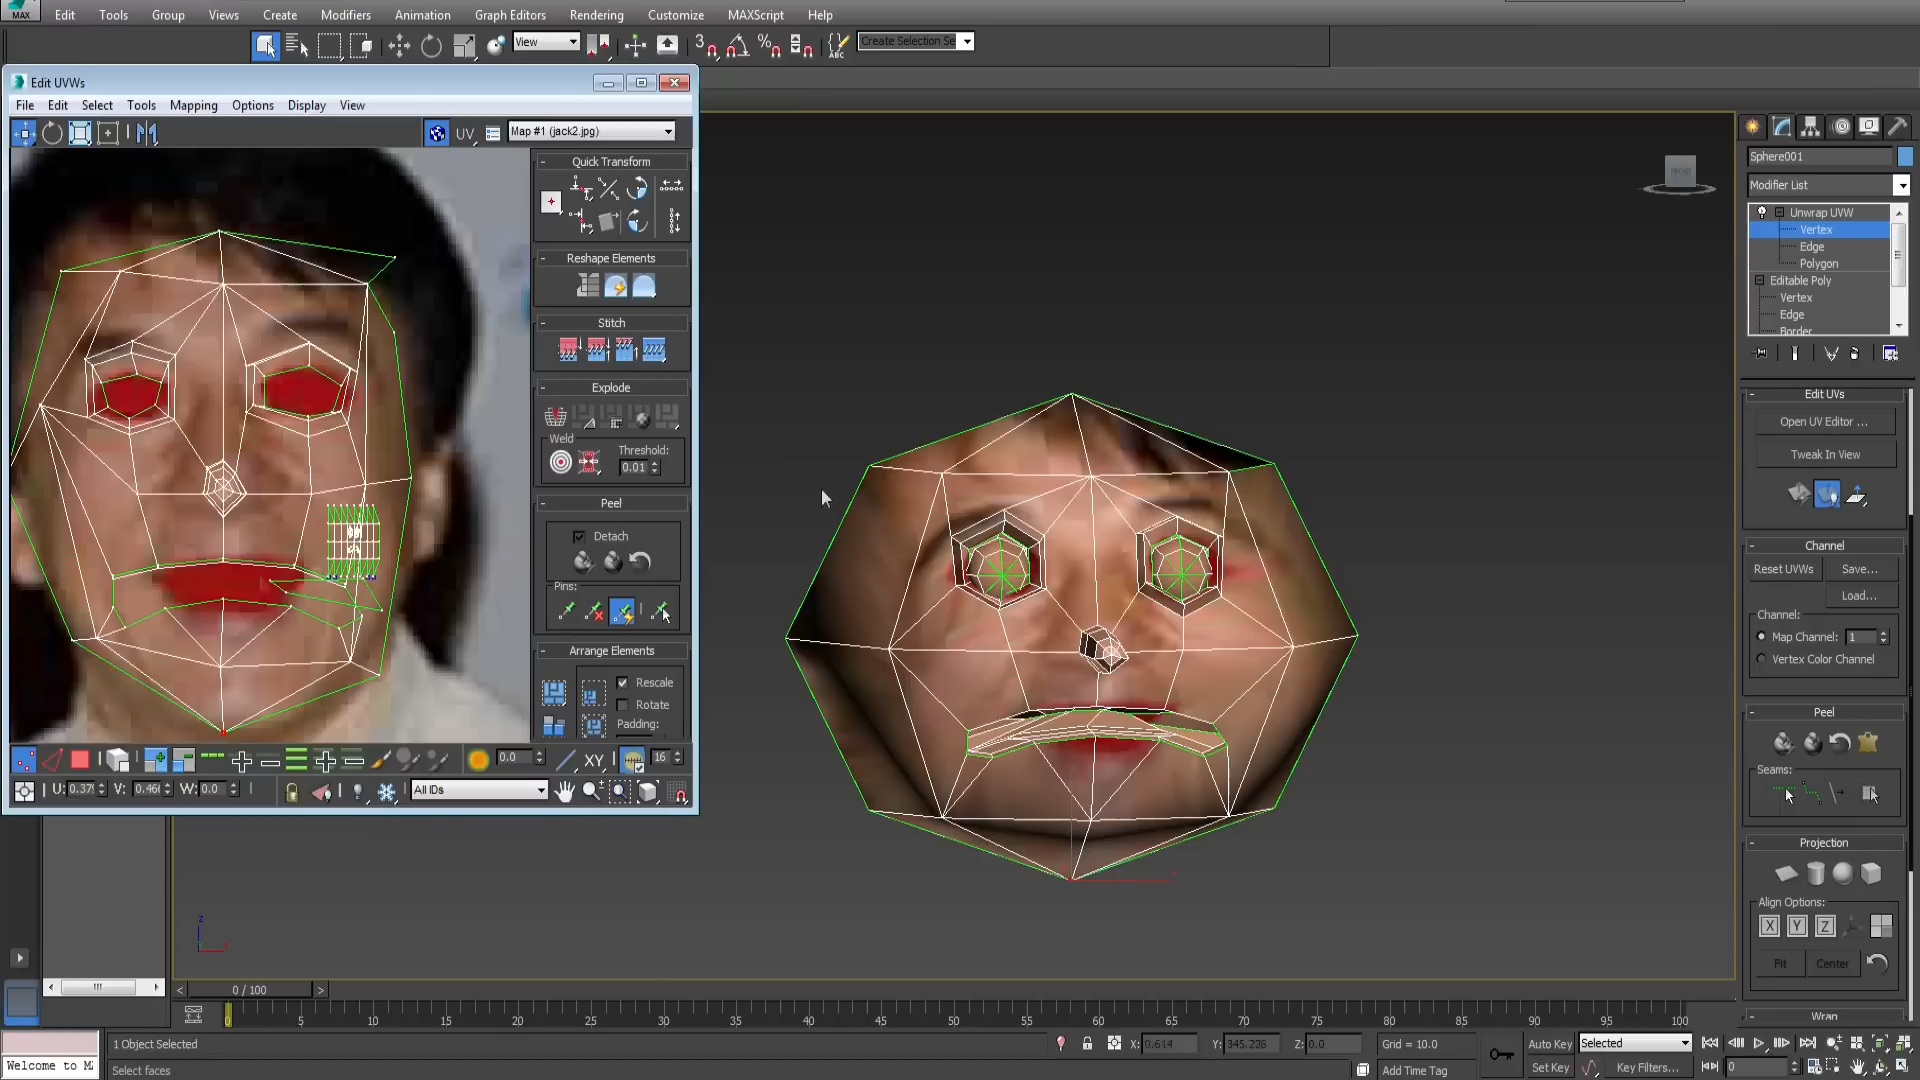 MAX Edit Tools Group Views Create Modifiers Animation Graph Editors Rendering Customize MAXScript Help
View 3 % ABC Create Selection Se
Edit UVWs
File Edit Select Tools Mapping Options Display View
UV Map #1 (jack2.jpg)
Quick Transform
Reshape Elements
Stitch
Explode
Weld
Threshold:
0.01
Peel
Detach
Pins:
Arrange Elements
Rescale
Rotate
Padding:
0.0 XY 16
U: 0.379 V: 0.466 W: 0.0 All IDs
FRONT
Sphere001
Modifier List
Unwrap UVW
Vertex
Edge
Polygon
Editable Poly
Vertex
Edge
Border
Edit UVs
Open UV Editor ...
Tweak In View
Channel
Reset UVWs Save...
Load...
Channel:
Map Channel: 1
Vertex Color Channel
Peel
Seams:
Projection
Align Options:
X Y Z
Fit Center
Wrap
z
x
< 0 / 100 >
0 5 10 15 20 25 30 35 40 45 50 55 60 65 70 75 80 85 90 95 100
1 Object Selected X: 0.614 Y: 345.226 Z: 0.0 Grid = 10.0 Auto Key Selected
Welcome to M Select faces Add Time Tag Set Key Key Filters... 0